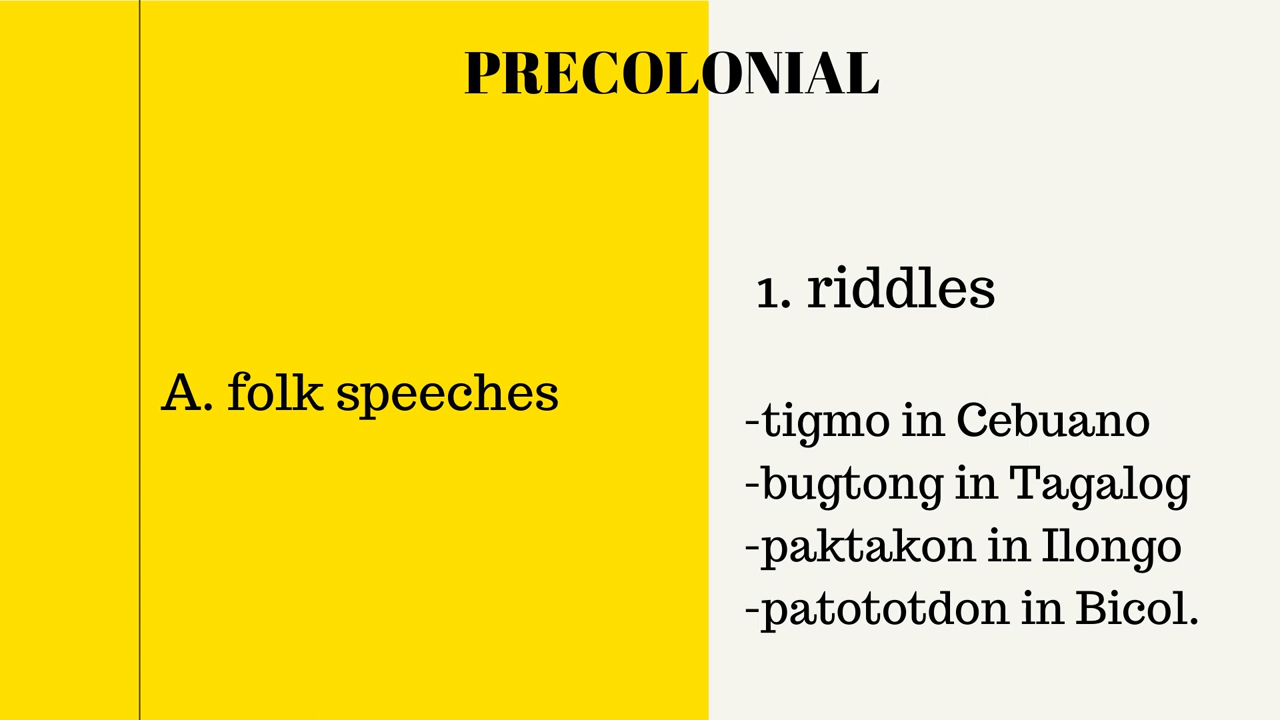 PRECOLONIAL
A. folk speeches
1. riddles
-tigmo in Cebuano
-bugtong in Tagalog
-paktakon in Ilongo
-patototdon in Bicol.